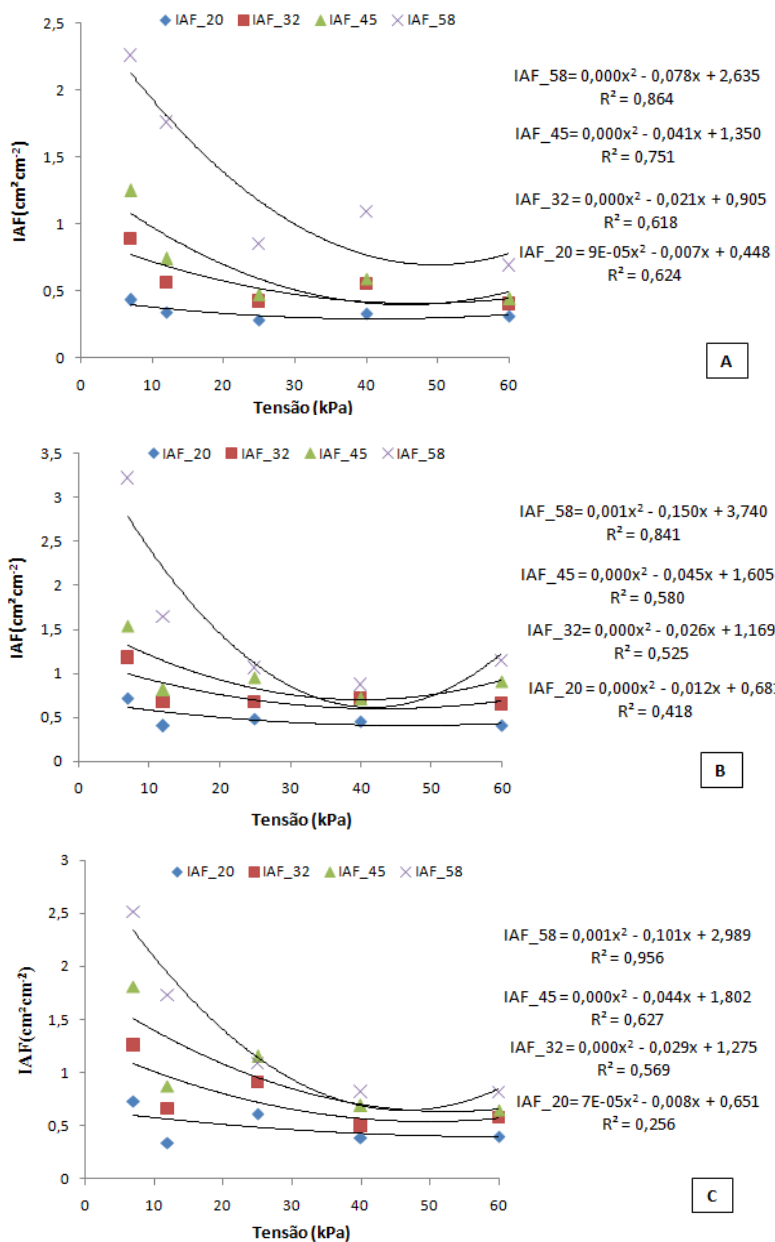 IAF_20 IAF_32 IAF_45 IAF_58
2,5
2
1,5
1
0,5
0
IAF(cm²cm⁻²)
0 10 20 30 40 50 60
Tensão (kPa)
IAF_58= 0,000x² - 0,078x + 2,635
R² = 0,864
IAF_45= 0,000x² - 0,041x + 1,350
R² = 0,751
IAF_32= 0,000x² - 0,021x + 0,905
R² = 0,618
IAF_20 = 9E-05x² - 0,007x + 0,448
R² = 0,624
A
IAF_20 IAF_32 IAF_45 IAF_58
3,5
3
2,5
2
1,5
1
0,5
0
IAF(cm²cm⁻²)
0 10 20 30 40 50 60
Tensão (kPa)
IAF_58= 0,001x² - 0,150x + 3,740
R² = 0,841
IAF_45= 0,000x² - 0,045x + 1,605
R² = 0,580
IAF_32= 0,000x² - 0,026x + 1,169
R² = 0,525
IAF_20= 0,000x² - 0,012x + 0,681
R² = 0,418
B
IAF_20 IAF_32 IAF_45 IAF_58
3
2,5
2
1,5
1
0,5
0
IAF(cm²cm⁻²)
0 10 20 30 40 50 60
Tensão (kPa)
IAF_58= 0,001x² - 0,101x + 2,989
R² = 0,956
IAF_45= 0,000x² - 0,044x + 1,802
R² = 0,627
IAF_32= 0,000x² - 0,029x + 1,275
R² = 0,569
IAF_20= 7E-05x² - 0,008x + 0,651
R² = 0,256
C